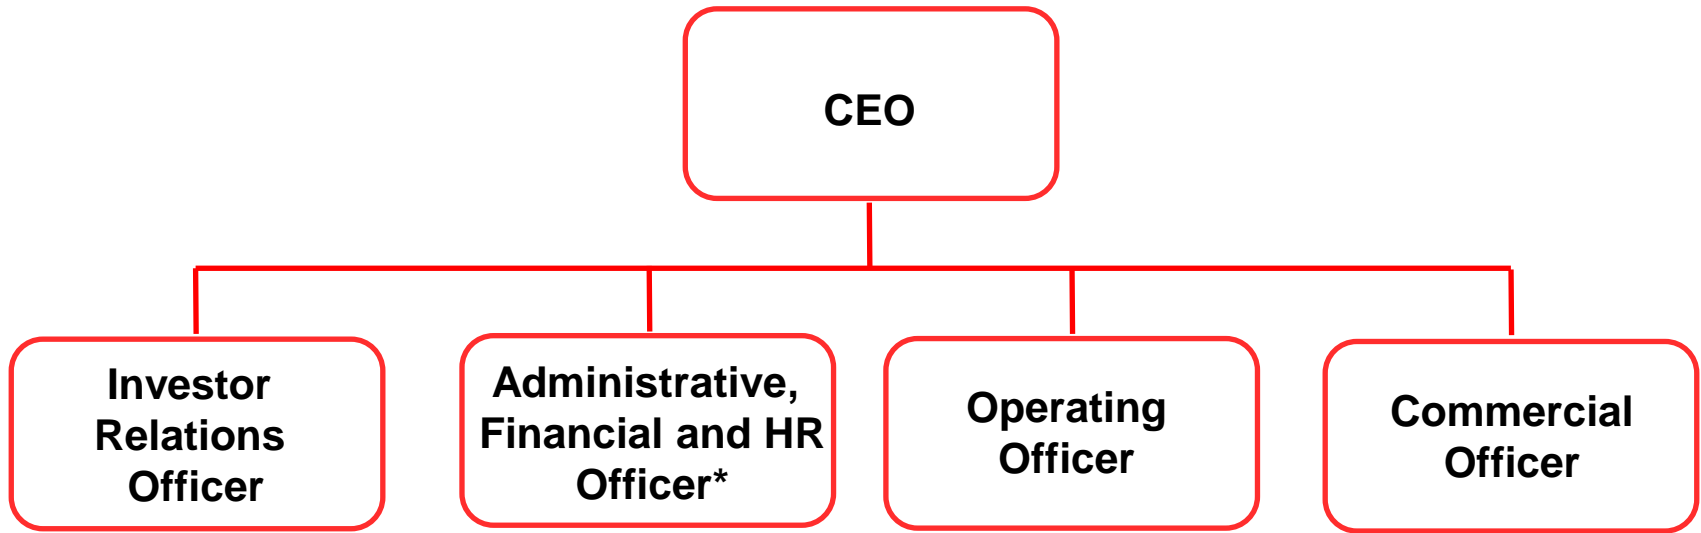 CEO
Investor
Relations
Officer
Administrative,
Financial and HR
Officer*
Operating
Officer
Commercial
Officer